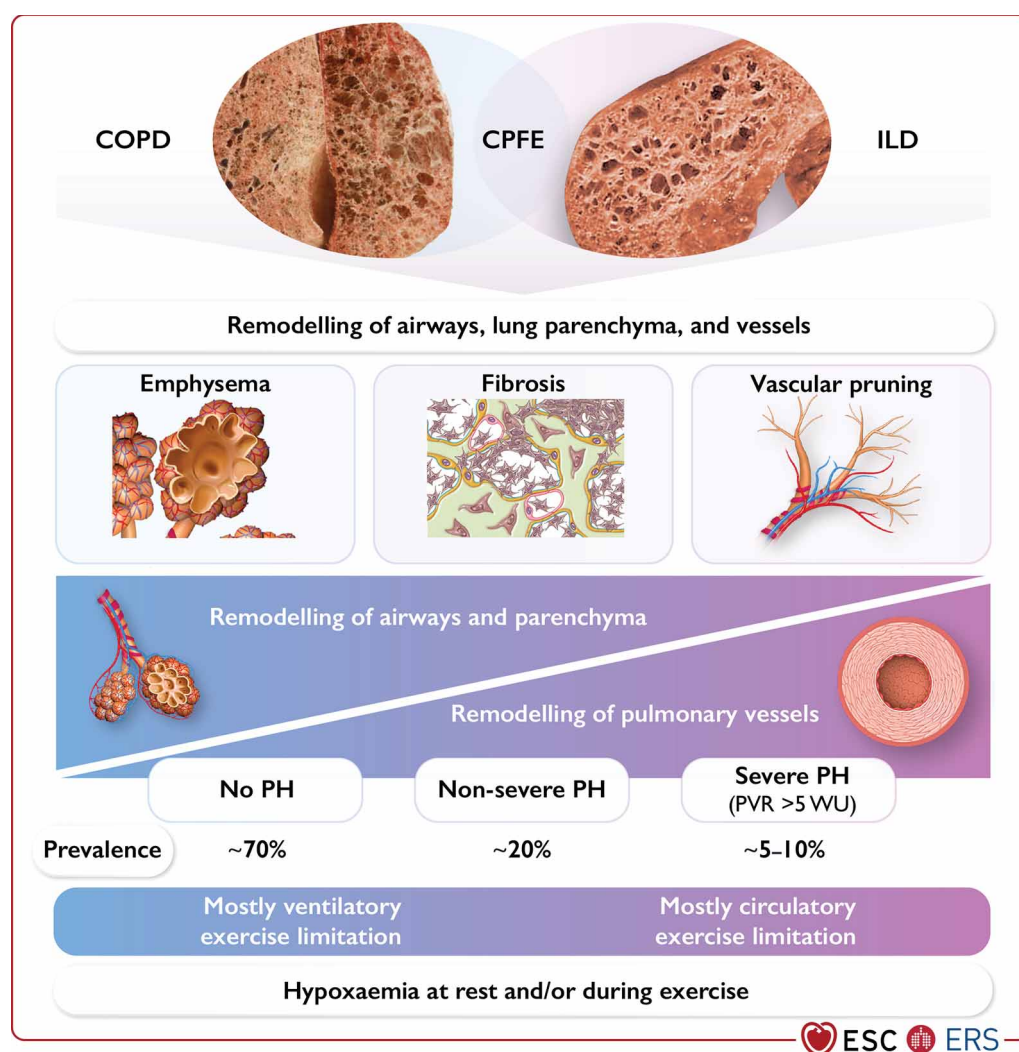 COPD
CPFE
ILD
Remodelling of airways, lung parenchyma, and vessels
Emphysema
Fibrosis
Vascular pruning
Remodelling of airways and parenchyma
Remodelling of pulmonary vessels
No PH
Non-severe PH
Severe PH
(PVR >5 WU)
Prevalence
~70%
~20%
~5–10%
Mostly ventilatory
exercise limitation
Mostly circulatory
exercise limitation
Hypoxaemia at rest and/or during exercise
ESC
ERS